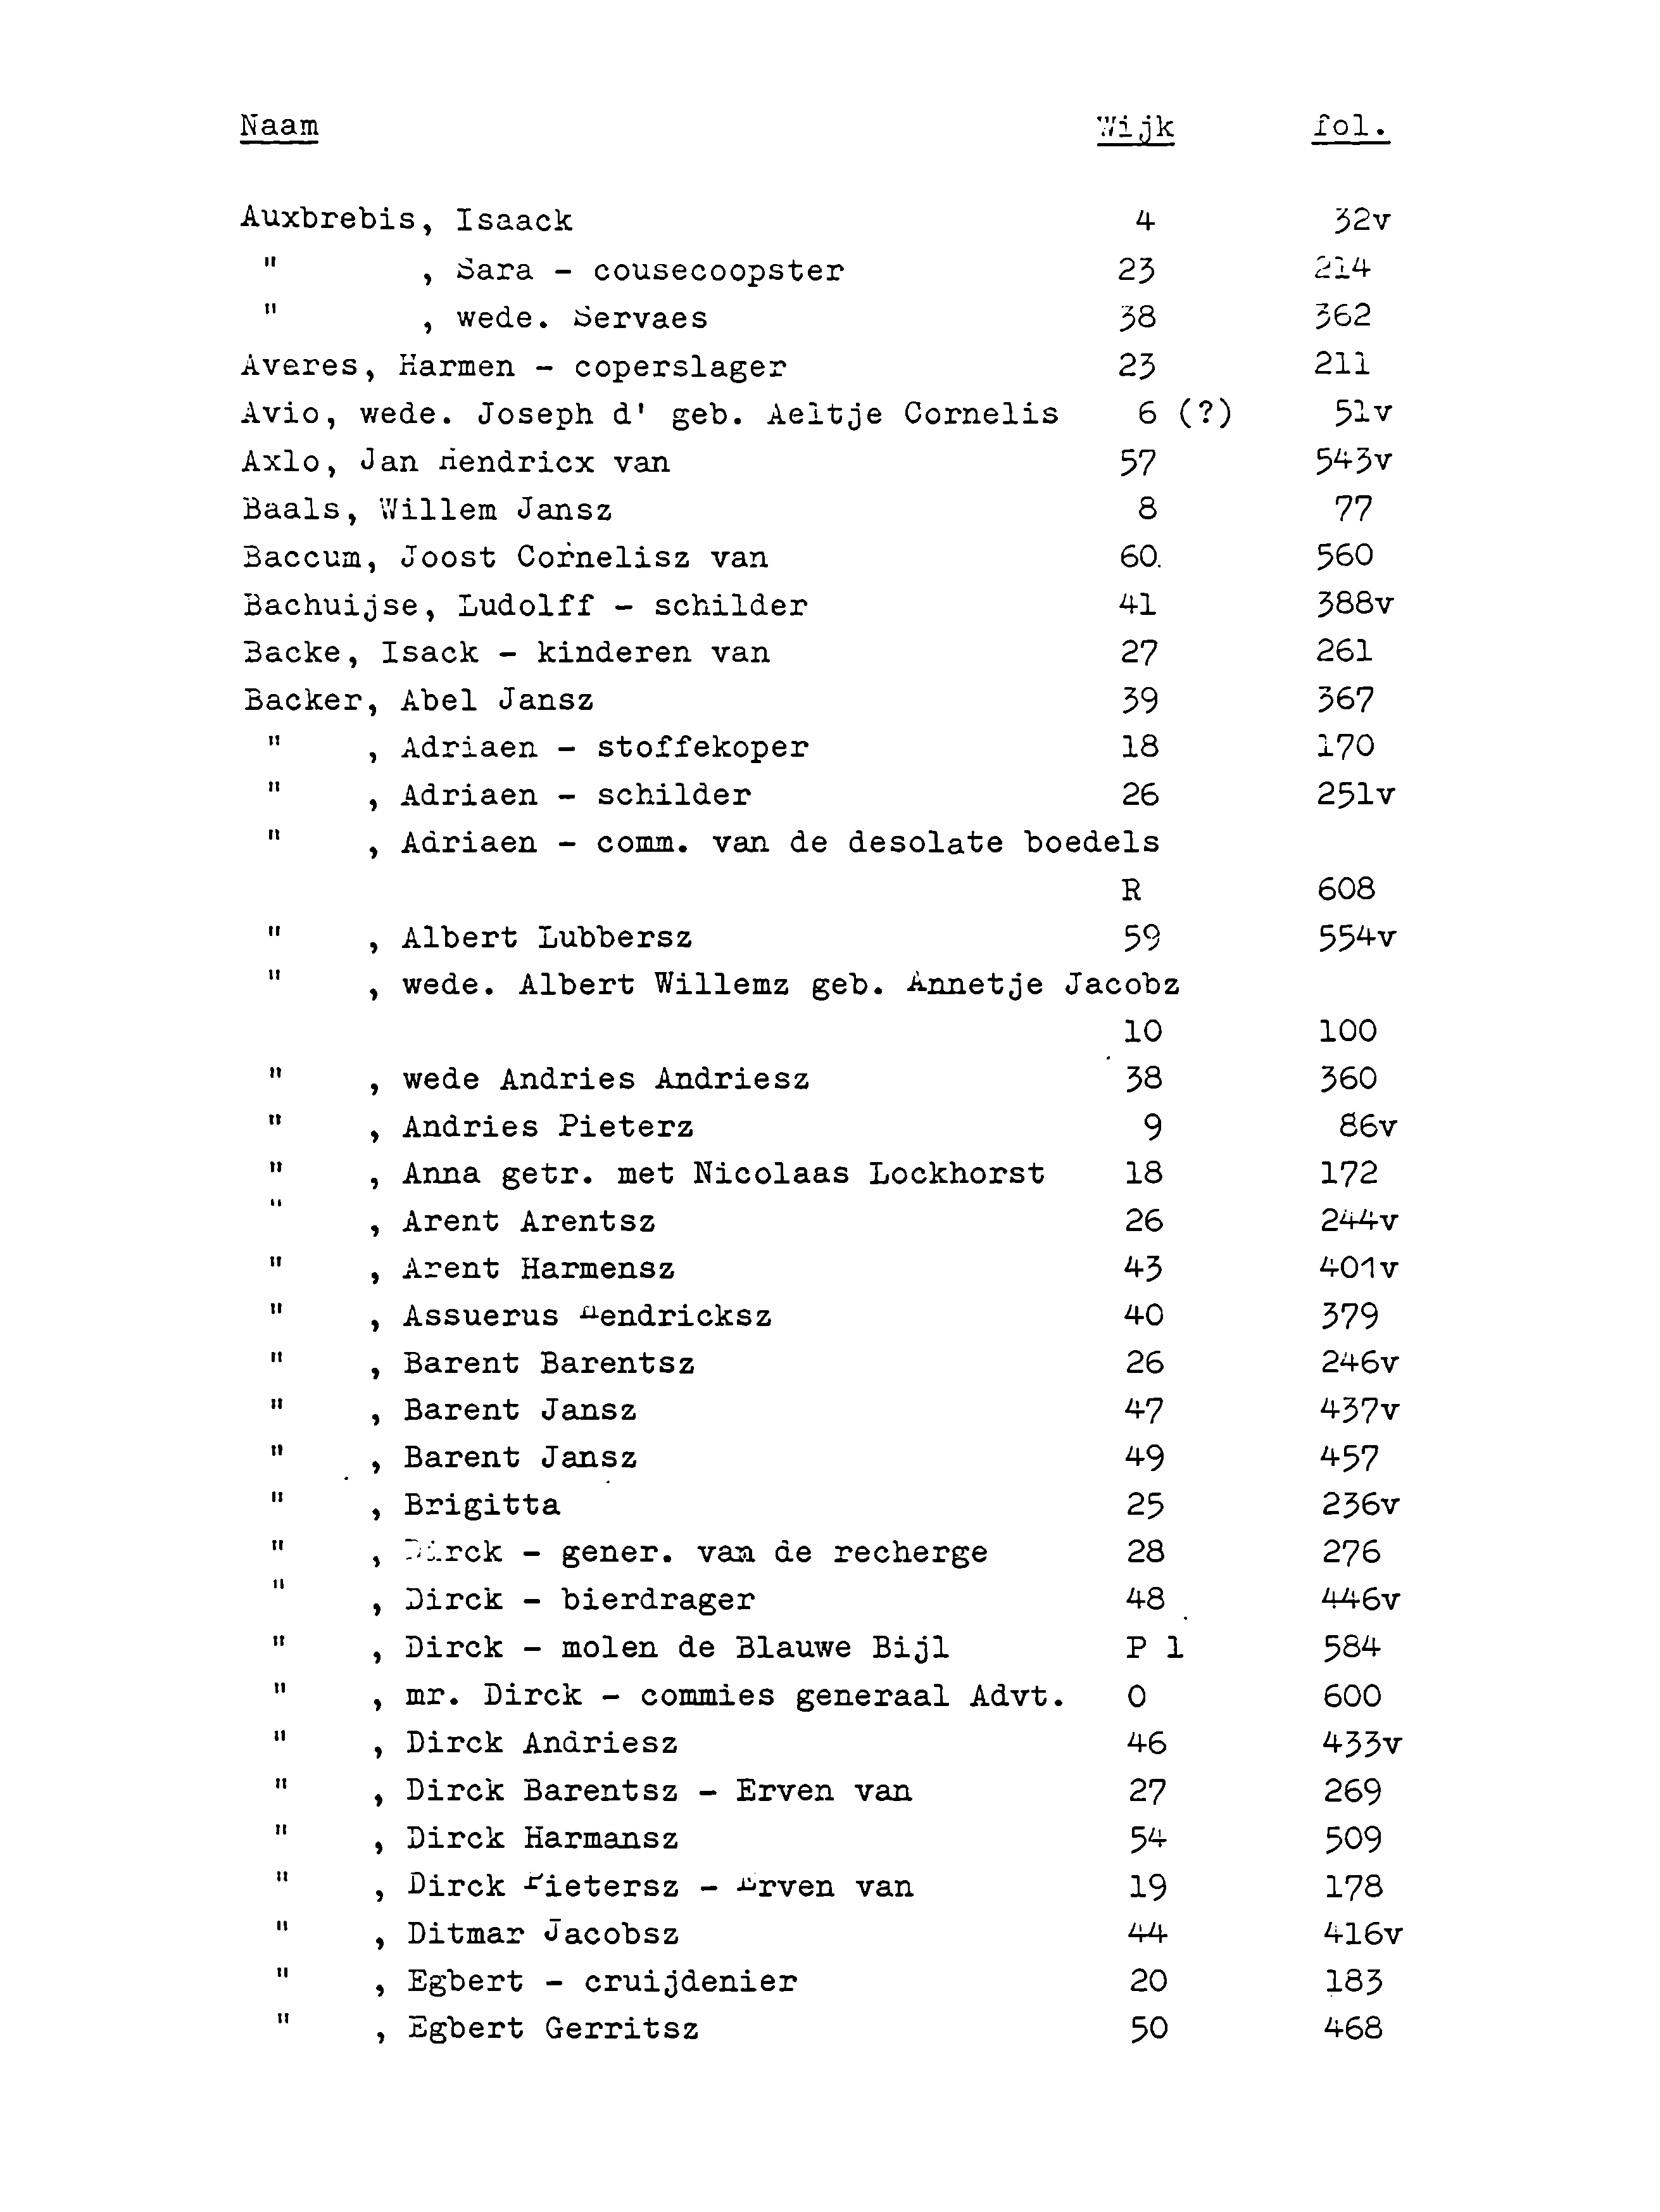 Naam Wijk fol.
Auxbrebis, Isaack 4 32v
" , Sara - cousecoopster 23 214
" , wede. Servaes 38 362
Averes, Harmen - coperslager 23 211
Avio, wede. Joseph d' geb. Aeltje Cornelis 6 (?) 51v
Axlo, Jan Hendricx van 57 543v
Baals, Willem Jansz 8 77
Baccum, Joost Cornelisz van 60. 560
Bachuijse, Ludolff - schilder 41 388v
Backe, Isack - kinderen van 27 261
Backer, Abel Jansz 39 367
" , Adriaen - stoffekoper 18 170
" , Adriaen - schilder 26 251v
" , Adriaen - comm. van de desolate boedels
R 608
" , Albert Lubbersz 59 554v
" , wede. Albert Willemz geb. Annetje Jacobz
10 100
" , wede Andries Andriesz 38 360
" , Andries Pieterz 9 86v
" , Anna getr. met Nicolaas Lockhorst 18 172
" , Arent Arentsz 26 244v
" , Arent Harmensz 43 401v
" , Assuerus Hendricksz 40 379
" , Barent Barentsz 26 246v
" , Barent Jansz 47 437v
" , Barent Jansz 49 457
" , Brigitta 25 236v
" , Dirck - gener. van de recherge 28 276
" , Dirck - bierdrager 48 446v
" , Dirck - molen de Blauwe Bijl P 1 584
" , mr. Dirck - commies generaal Advt. O 600
" , Dirck Andriesz 46 433v
" , Dirck Barentsz - Erven van 27 269
" , Dirck Harmansz 54 509
" , Dirck Pietersz - Erven van 19 178
" , Ditmar Jacobsz 44 416v
" , Egbert - cruijdenier 20 183
" , Egbert Gerritsz 50 468